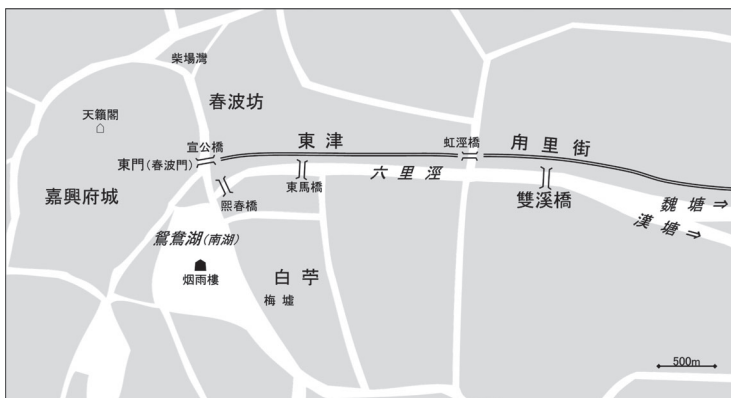 柴場灣
春波坊
天籟閣
宣公橋
東津
虹涇橋
甪里街
東門(春波門)
六里涇
東馬橋
嘉興府城
熙春橋
雙溪橋
魏塘⇒
漢塘⇒
鴛鴦湖(南湖)
烟雨樓
白苧
梅墟
500m